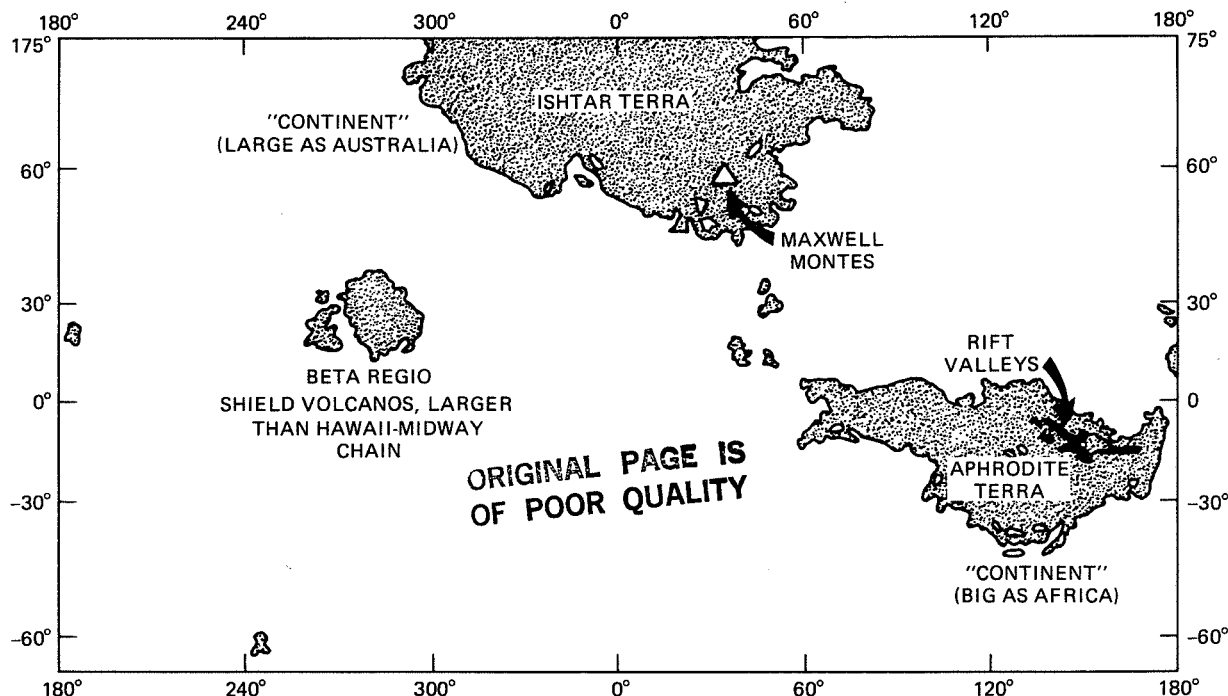 180° 240° 300° 0° 60° 120° 180°
175° 75°
ISHTAR TERRA
"CONTINENT"
(LARGE AS AUSTRALIA)
60° 60°
MAXWELL
MONTES
30° 30°
RIFT
VALLEYS
BETA REGIO
SHIELD VOLCANOS, LARGER
THAN HAWAII-MIDWAY
CHAIN
0° 0
ORIGINAL PAGE IS
OF POOR QUALITY
APHRODITE
TERRA
-30° -30°
"CONTINENT"
(BIG AS AFRICA)
-60° -60°
180° 240° 300° 0° 60° 120° 180°